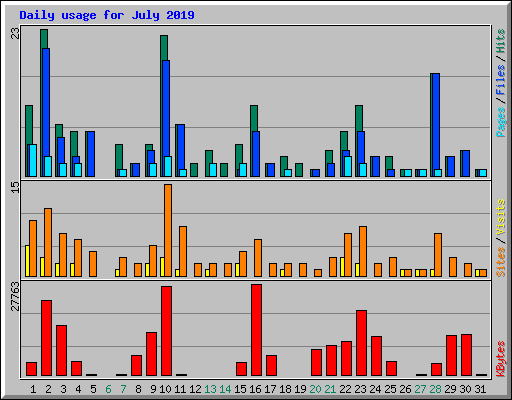 Daily usage for July 2019
23
Pages / Files / Hits
15
Sites / Visits
27763
KBytes
1 2 3 4 5 6 7 8 9 10 11 12 13 14 15 16 17 18 19 20 21 22 23 24 25 26 27 28 29 30 31